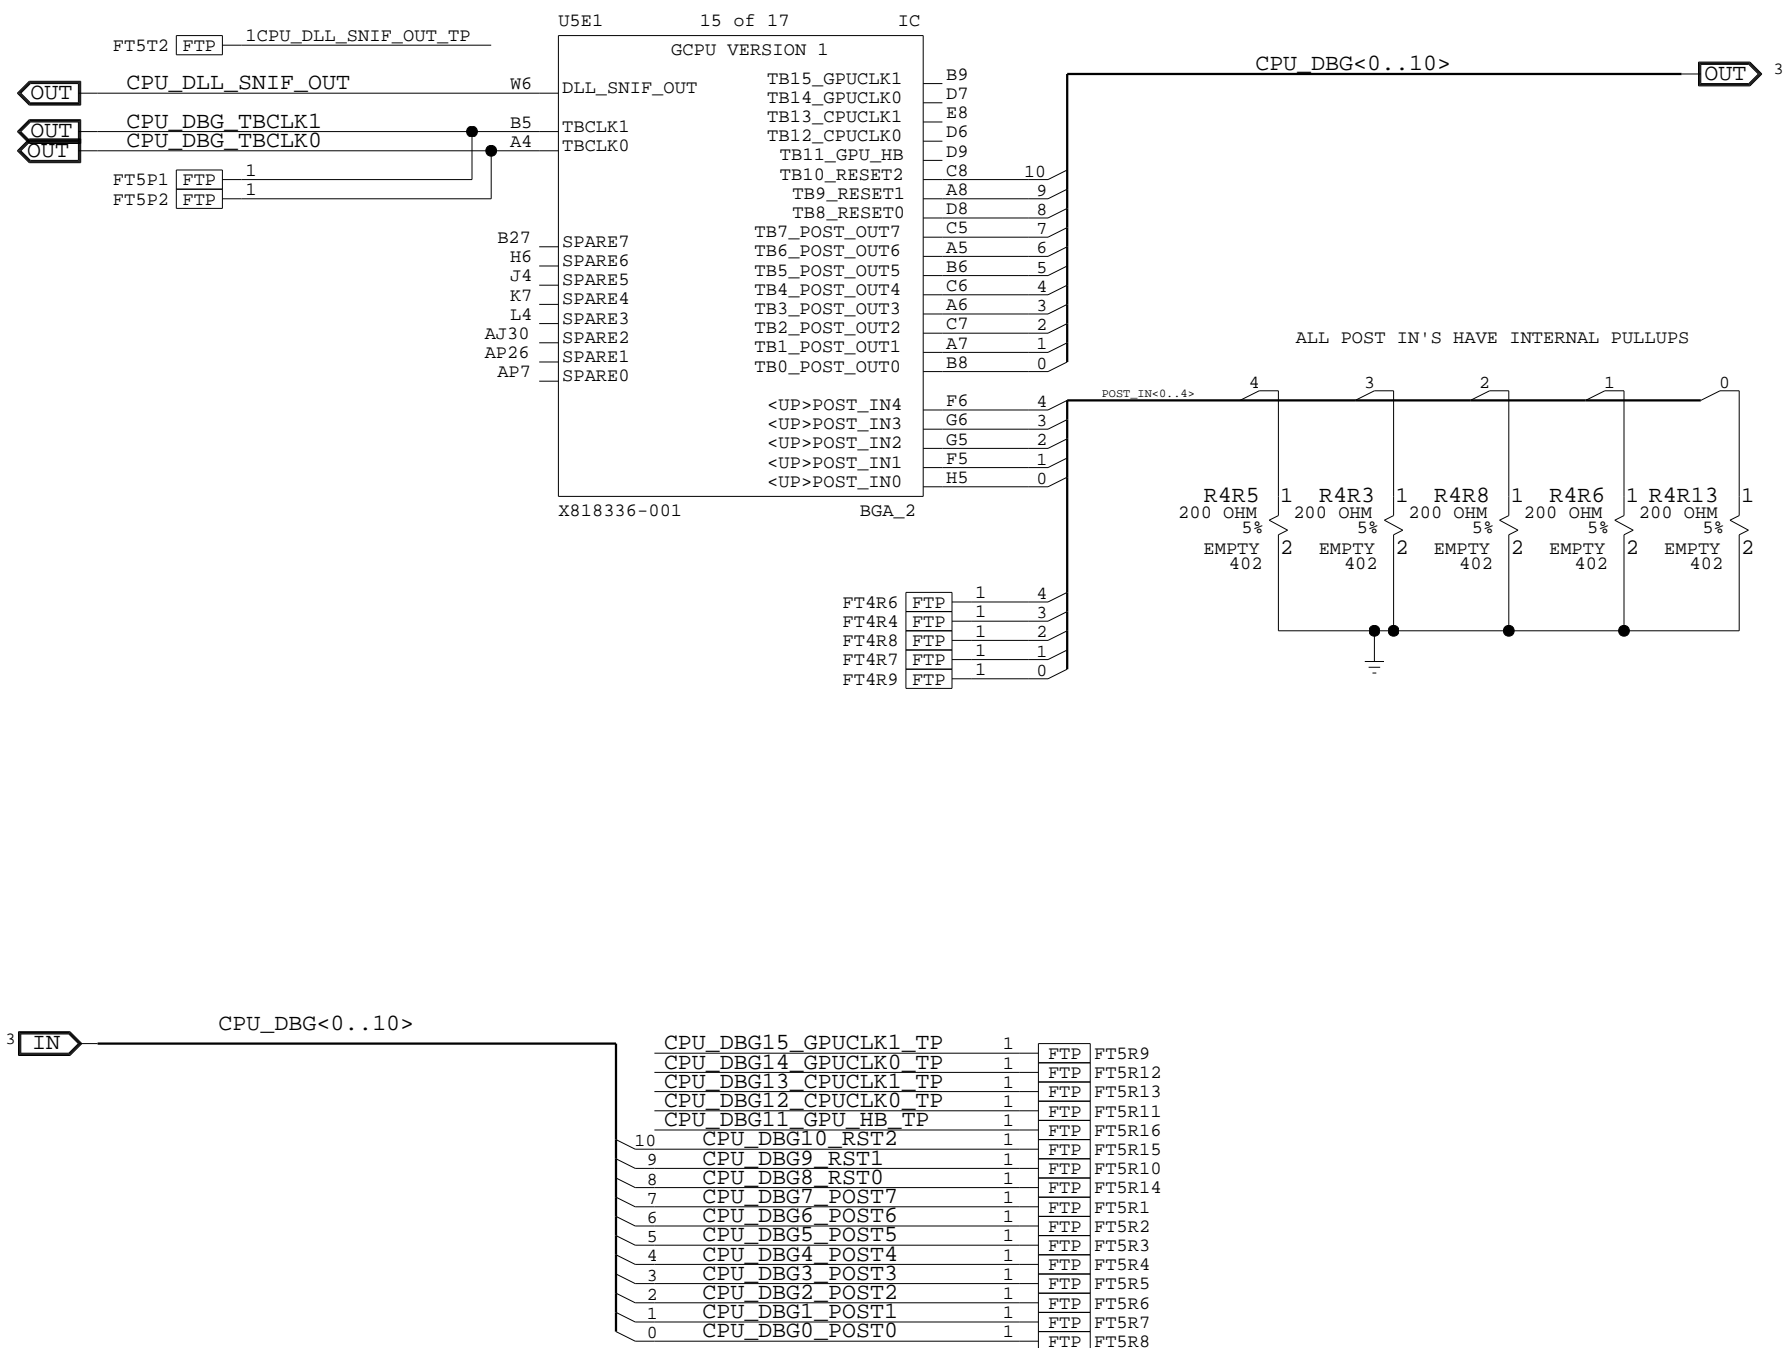 U5E1 15 of 17 IC
GCPU VERSION 1
FT5T2 FTP 1CPU_DLL_SNIF_OUT_TP
OUT CPU_DLL_SNIF_OUT W6 DLL_SNIF_OUT
OUT CPU_DBG_TBCLK1 B5 TBCLK1
OUT CPU_DBG_TBCLK0 A4 TBCLK0
FT5P1 FTP 1
FT5P2 FTP 1
B27 SPARE7
H6 SPARE6
J4 SPARE5
K7 SPARE4
L4 SPARE3
AJ30 SPARE2
AP26 SPARE1
AP7 SPARE0
TB15_GPUCLK1 B9
TB14_GPUCLK0 D7
TB13_CPUCLK1 E8
TB12_CPUCLK0 D6
TB11_GPU_HB D9
TB10_RESET2 C8 10
TB9_RESET1 A8 9
TB8_RESET0 D8 8
TB7_POST_OUT7 C5 7
TB6_POST_OUT6 A5 6
TB5_POST_OUT5 B6 5
TB4_POST_OUT4 C6 4
TB3_POST_OUT3 A6 3
TB2_POST_OUT2 C7 2
TB1_POST_OUT1 A7 1
TB0_POST_OUT0 B8 0
<UP>POST_IN4 F6 4
<UP>POST_IN3 G6 3
<UP>POST_IN2 G5 2
<UP>POST_IN1 F5 1
<UP>POST_IN0 H5 0
X818336-001 BGA_2
CPU_DBG<0..10> OUT 3
ALL POST IN'S HAVE INTERNAL PULLUPS
POST_IN<0..4> 4 3 2 1 0
R4R5 1 R4R3 1 R4R8 1 R4R6 1 R4R13 1
200 OHM 200 OHM 200 OHM 200 OHM 200 OHM
5% 5% 5% 5% 5%
EMPTY 2 EMPTY 2 EMPTY 2 EMPTY 2 EMPTY 2
402 402 402 402 402
FT4R6 FTP 1 4
FT4R4 FTP 1 3
FT4R8 FTP 1 2
FT4R7 FTP 1 1
FT4R9 FTP 1 0
3 IN CPU_DBG<0..10>
CPU_DBG15_GPUCLK1_TP 1 FTP FT5R9
CPU_DBG14_GPUCLK0_TP 1 FTP FT5R12
CPU_DBG13_CPUCLK1_TP 1 FTP FT5R13
CPU_DBG12_CPUCLK0_TP 1 FTP FT5R11
CPU_DBG11_GPU_HB_TP 1 FTP FT5R16
10 CPU_DBG10_RST2 1 FTP FT5R15
9 CPU_DBG9_RST1 1 FTP FT5R10
8 CPU_DBG8_RST0 1 FTP FT5R14
7 CPU_DBG7_POST7 1 FTP FT5R1
6 CPU_DBG6_POST6 1 FTP FT5R2
5 CPU_DBG5_POST5 1 FTP FT5R3
4 CPU_DBG4_POST4 1 FTP FT5R4
3 CPU_DBG3_POST3 1 FTP FT5R5
2 CPU_DBG2_POST2 1 FTP FT5R6
1 CPU_DBG1_POST1 1 FTP FT5R7
0 CPU_DBG0_POST0 1 FTP FT5R8